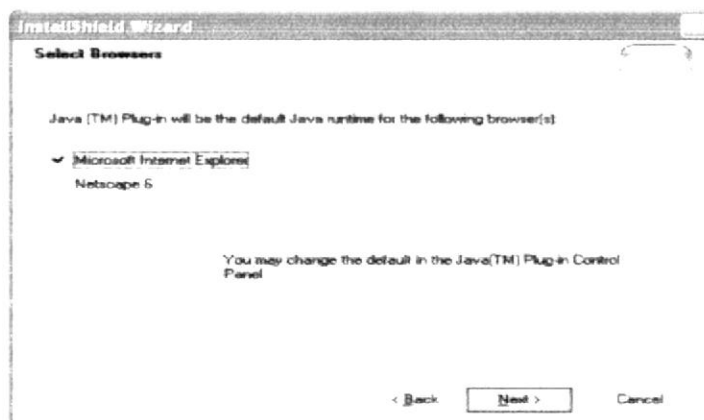 InstallShield Wizard
Select Browsers
Java (TM) Plug-in will be the default Java runtime for the following browser(s):
Microsoft Internet Explorer
Netscape 6
You may change the default in the Java(TM) Plug-in Control
Panel
< Back Next > Cancel